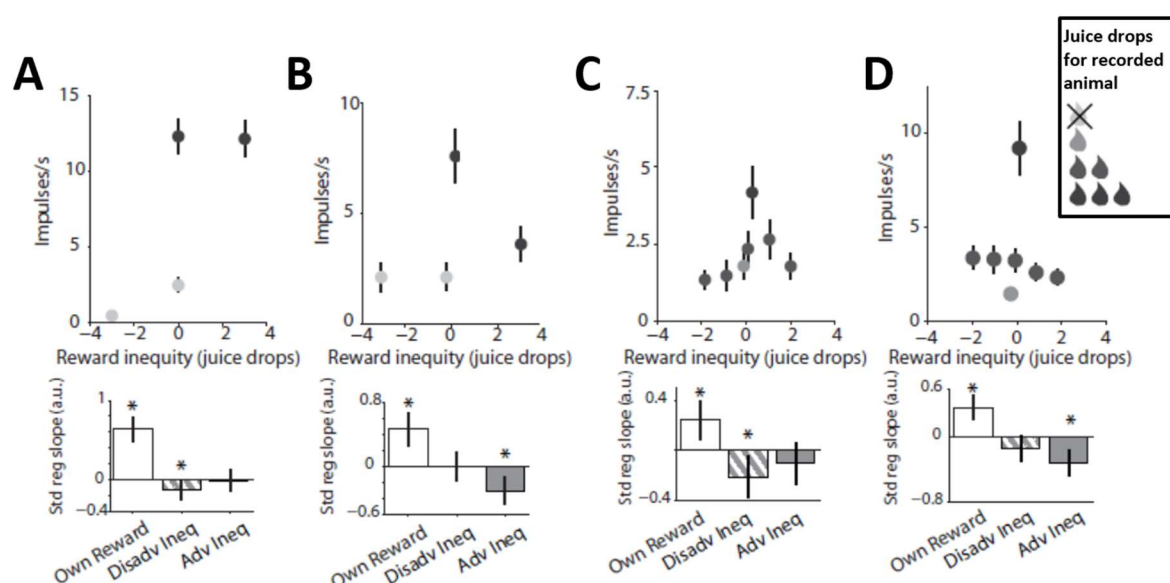 A
B
C
D
Juice drops
for recorded
animal
15
10
5
0
−4
−2
0
2
4
Impulses/s
Reward inequity (juice drops)
10
5
0
−4
−2
0
2
4
Impulses/s
Reward inequity (juice drops)
7.5
5
2.5
0
−4
−2
0
2
4
Impulses/s
Reward inequity (juice drops)
10
5
0
−4
−2
0
2
4
Impulses/s
Reward inequity (juice drops)
1
0
−0.4
Std reg slope (a.u.)
*
*
Own Reward
Disadv Ineq
Adv Ineq
0.8
0
−0.6
Std reg slope (a.u.)
*
*
Own Reward
Disadv Ineq
Adv Ineq
0.4
−0.4
Std reg slope (a.u.)
*
*
Own Reward
Disadv Ineq
Adv Ineq
0.6
0
−0.8
Std reg slope (a.u.)
*
*
Own Reward
Disadv Ineq
Adv Ineq